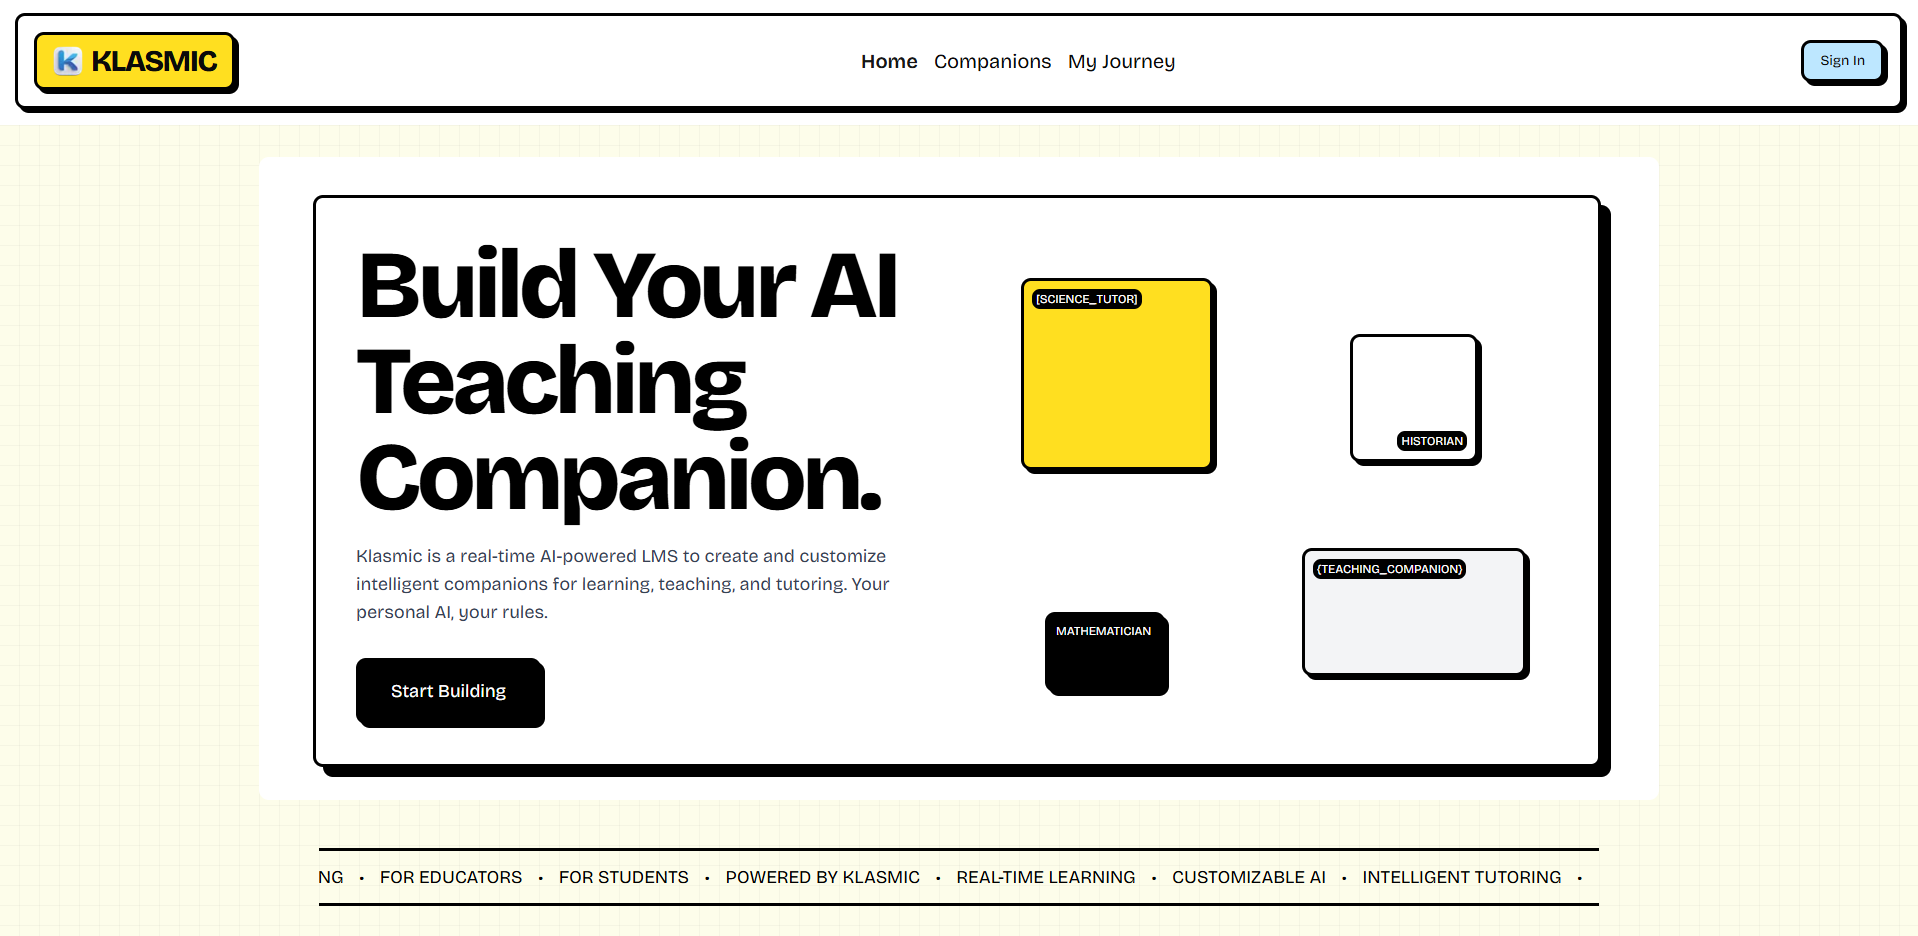 KLASMIC
Home Companions My Journey
Sign In
Build Your AI
Teaching
Companion.
Klasmic is a real-time AI-powered LMS to create and customize
intelligent companions for learning, teaching, and tutoring. Your
personal AI, your rules.
Start Building
[SCIENCE_TUTOR]
HISTORIAN
MATHEMATICIAN
{TEACHING_COMPANION}
NG • FOR EDUCATORS • FOR STUDENTS • POWERED BY KLASMIC • REAL-TIME LEARNING • CUSTOMIZABLE AI • INTELLIGENT TUTORING •